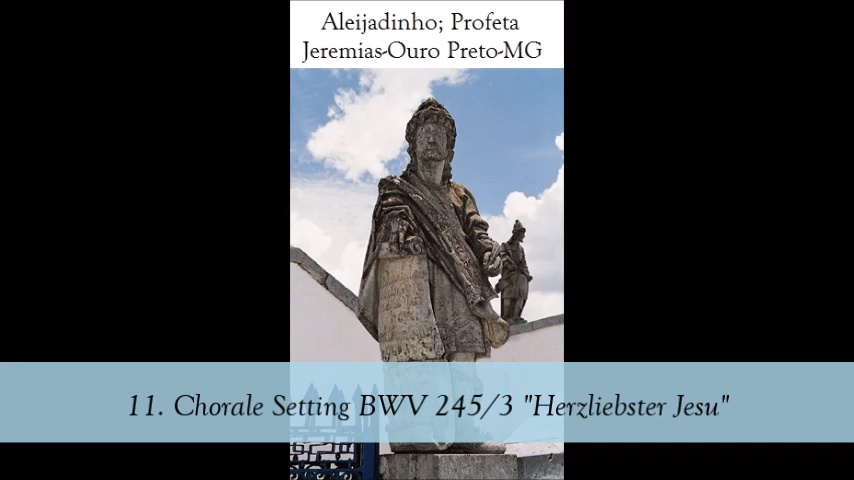 Aleijadinho; Profeta
Jeremias-Ouro Preto-MG
11. Chorale Setting BWV 245/3 "Herzliebster Jesu"